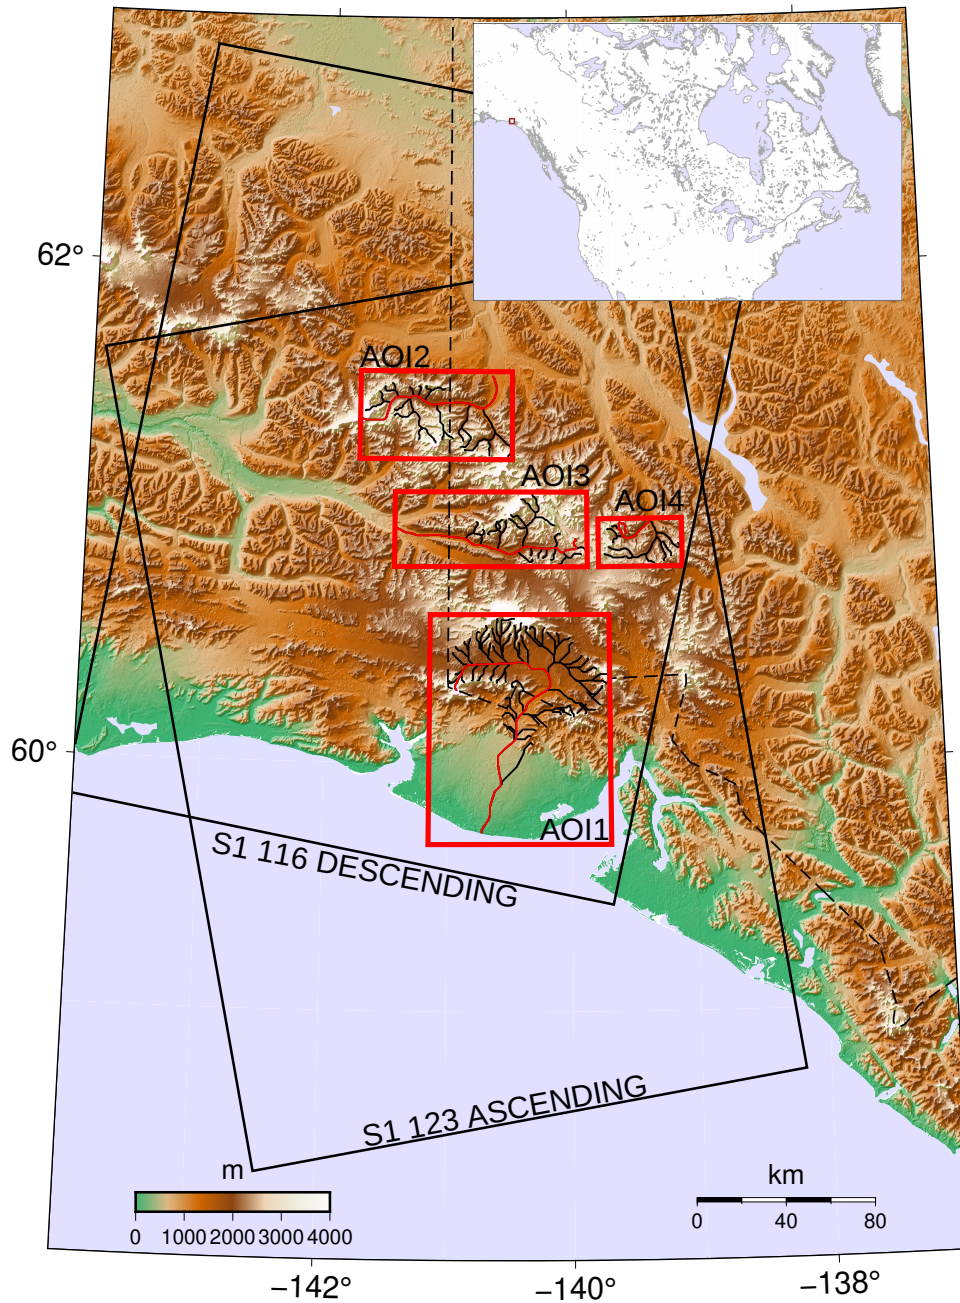 62°
AOI2
AOI3
AOI4
60°
AOI1
S1 116 DESCENDING
S1 123 ASCENDING
m
0 1000 2000 3000 4000
km
0 40 80
−142° −140° −138°